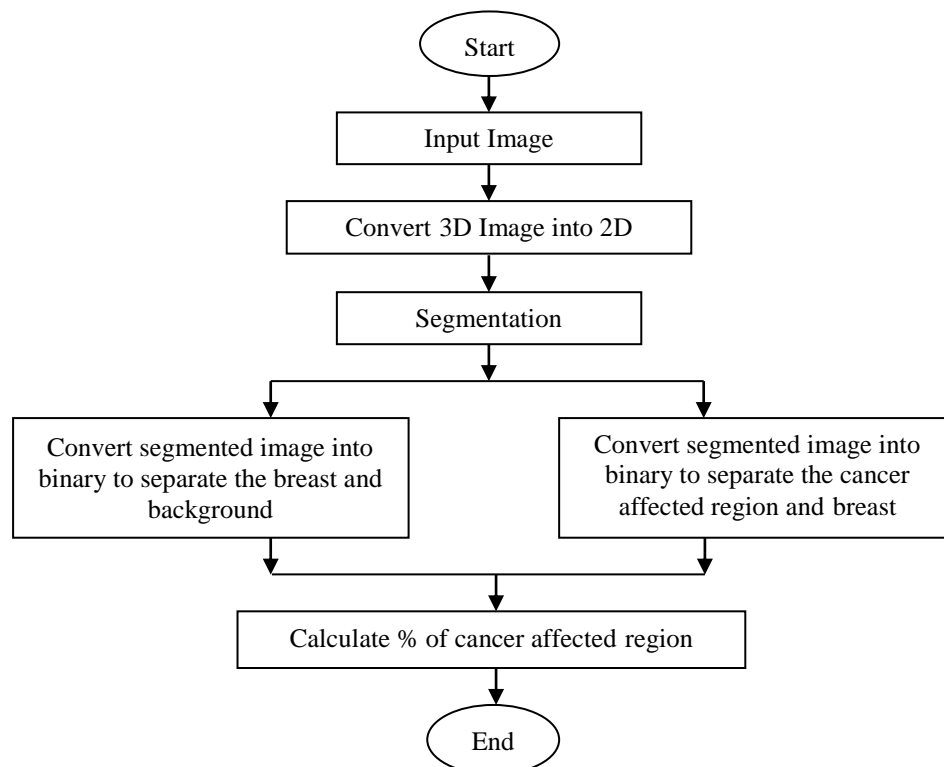 Start
Input Image
Convert 3D Image into 2D
Segmentation
Convert segmented image into
binary to separate the breast and
background
Convert segmented image into
binary to separate the cancer
affected region and breast
Calculate % of cancer affected region
End